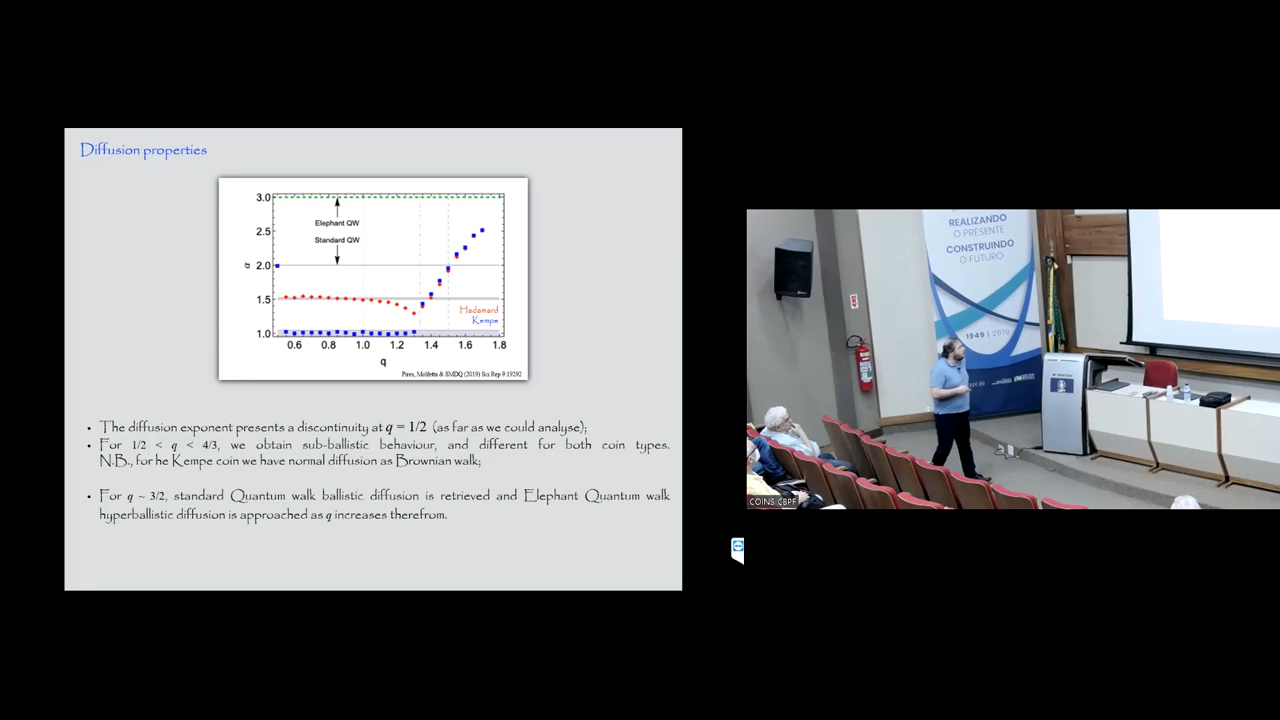 Diffusion properties
3.0
2.5
2.0
1.5
1.0
α
Elephant QW
Standard QW
Hadamard
Kempe
0.6 0.8 1.0 1.2 1.4 1.6 1.8
q
Pires, Molfetta & SMDQ (2019) Sci Rep 9:19292
• The diffusion exponent presents a discontinuity at q = 1/2 (as far as we could analyse);
• For 1/2 < q < 4/3, we obtain sub-ballistic behaviour, and different for both coin types.
N.B., for he Kempe coin we have normal diffusion as Brownian walk;
• For q ~ 3/2, standard Quantum walk ballistic diffusion is retrieved and Elephant Quantum walk
hyperballistic diffusion is approached as q increases therefrom.
REALIZANDO
O PRESENTE
CONSTRUINDO
O FUTURO
1949 | 2019
CBPF
COINS CBPF